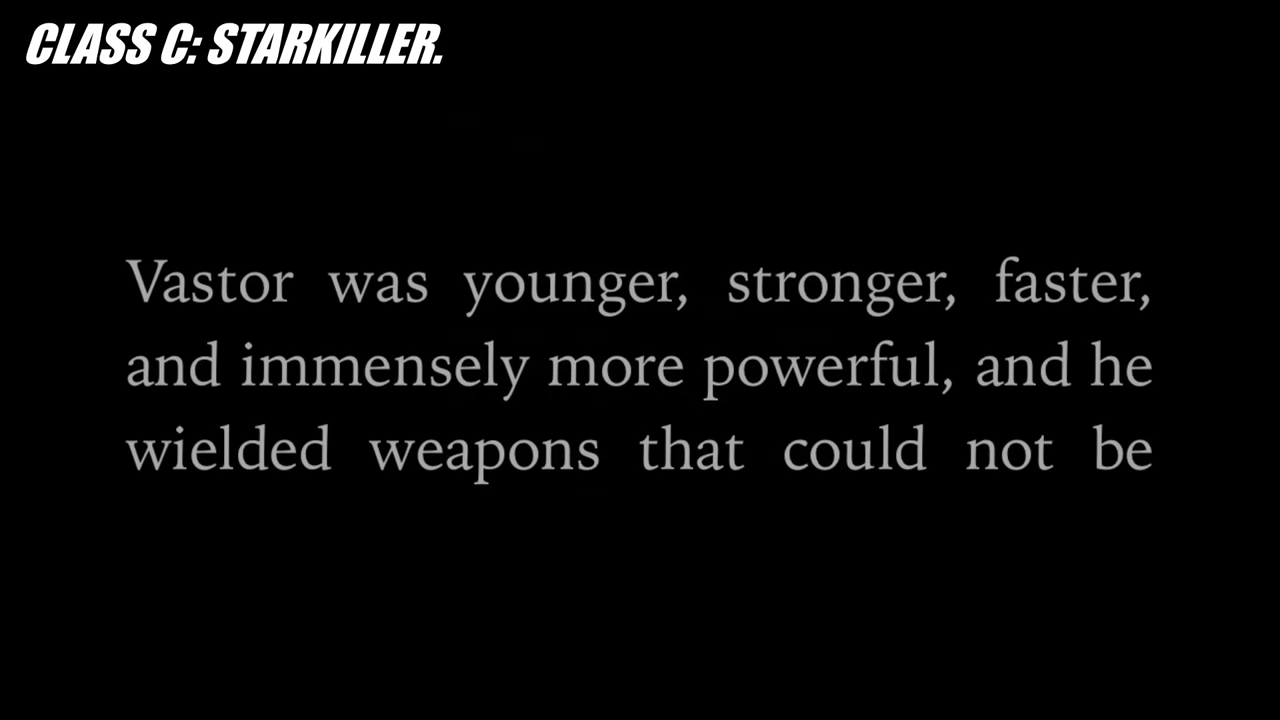 CLASS C: STARKILLER.
Vastor was younger, stronger, faster,
and immensely more powerful, and he
wielded weapons that could not be